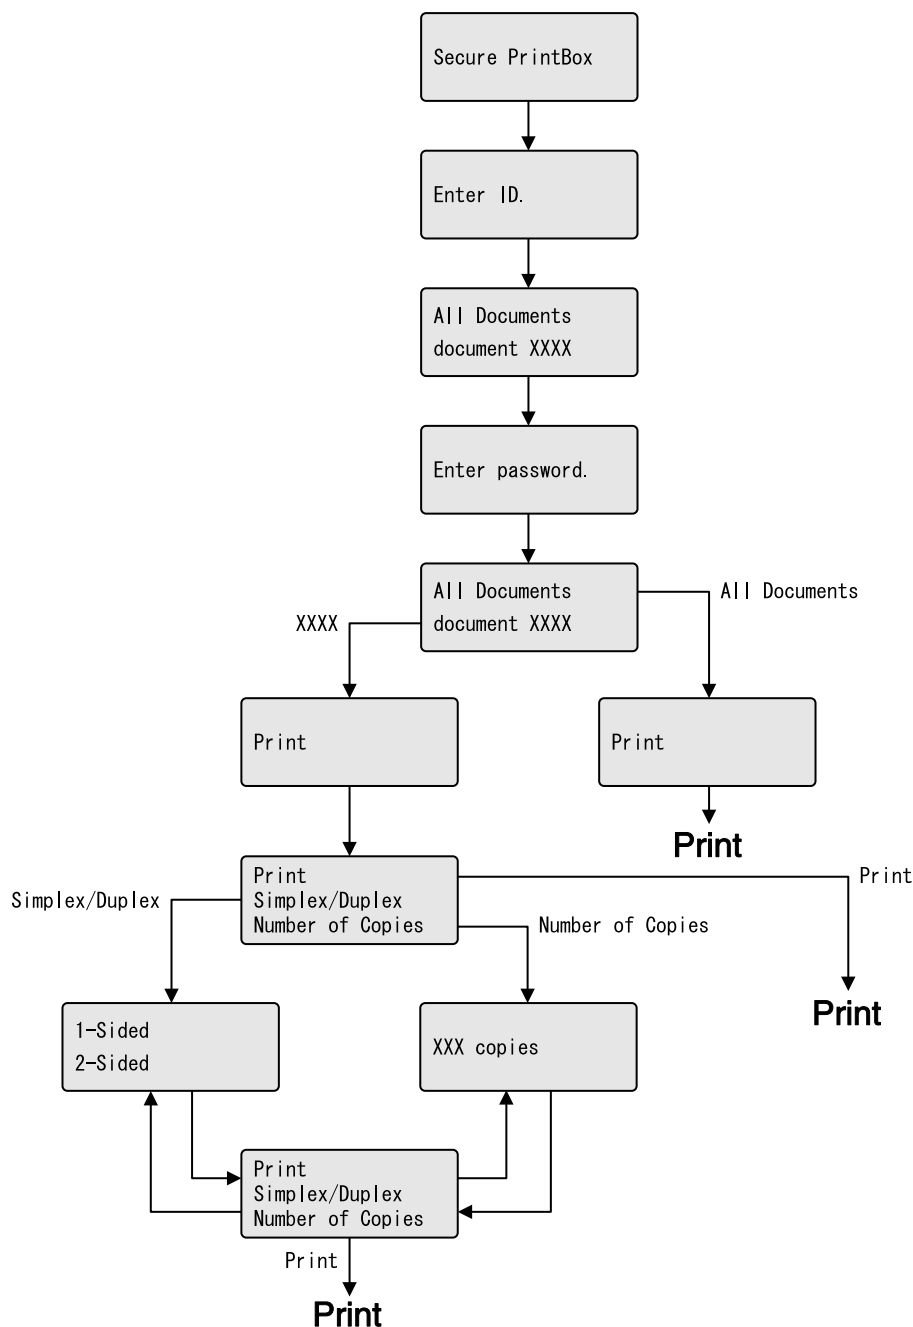 Secure PrintBox
Enter ID.
All Documents
document XXXX
Enter password.
All Documents
document XXXX
XXXX
All Documents
Print
Print
Print
Print
Simplex/Duplex
Number of Copies
Simplex/Duplex
Number of Copies
Print
Print
1-Sided
2-Sided
XXX copies
Print
Simplex/Duplex
Number of Copies
Print
Print